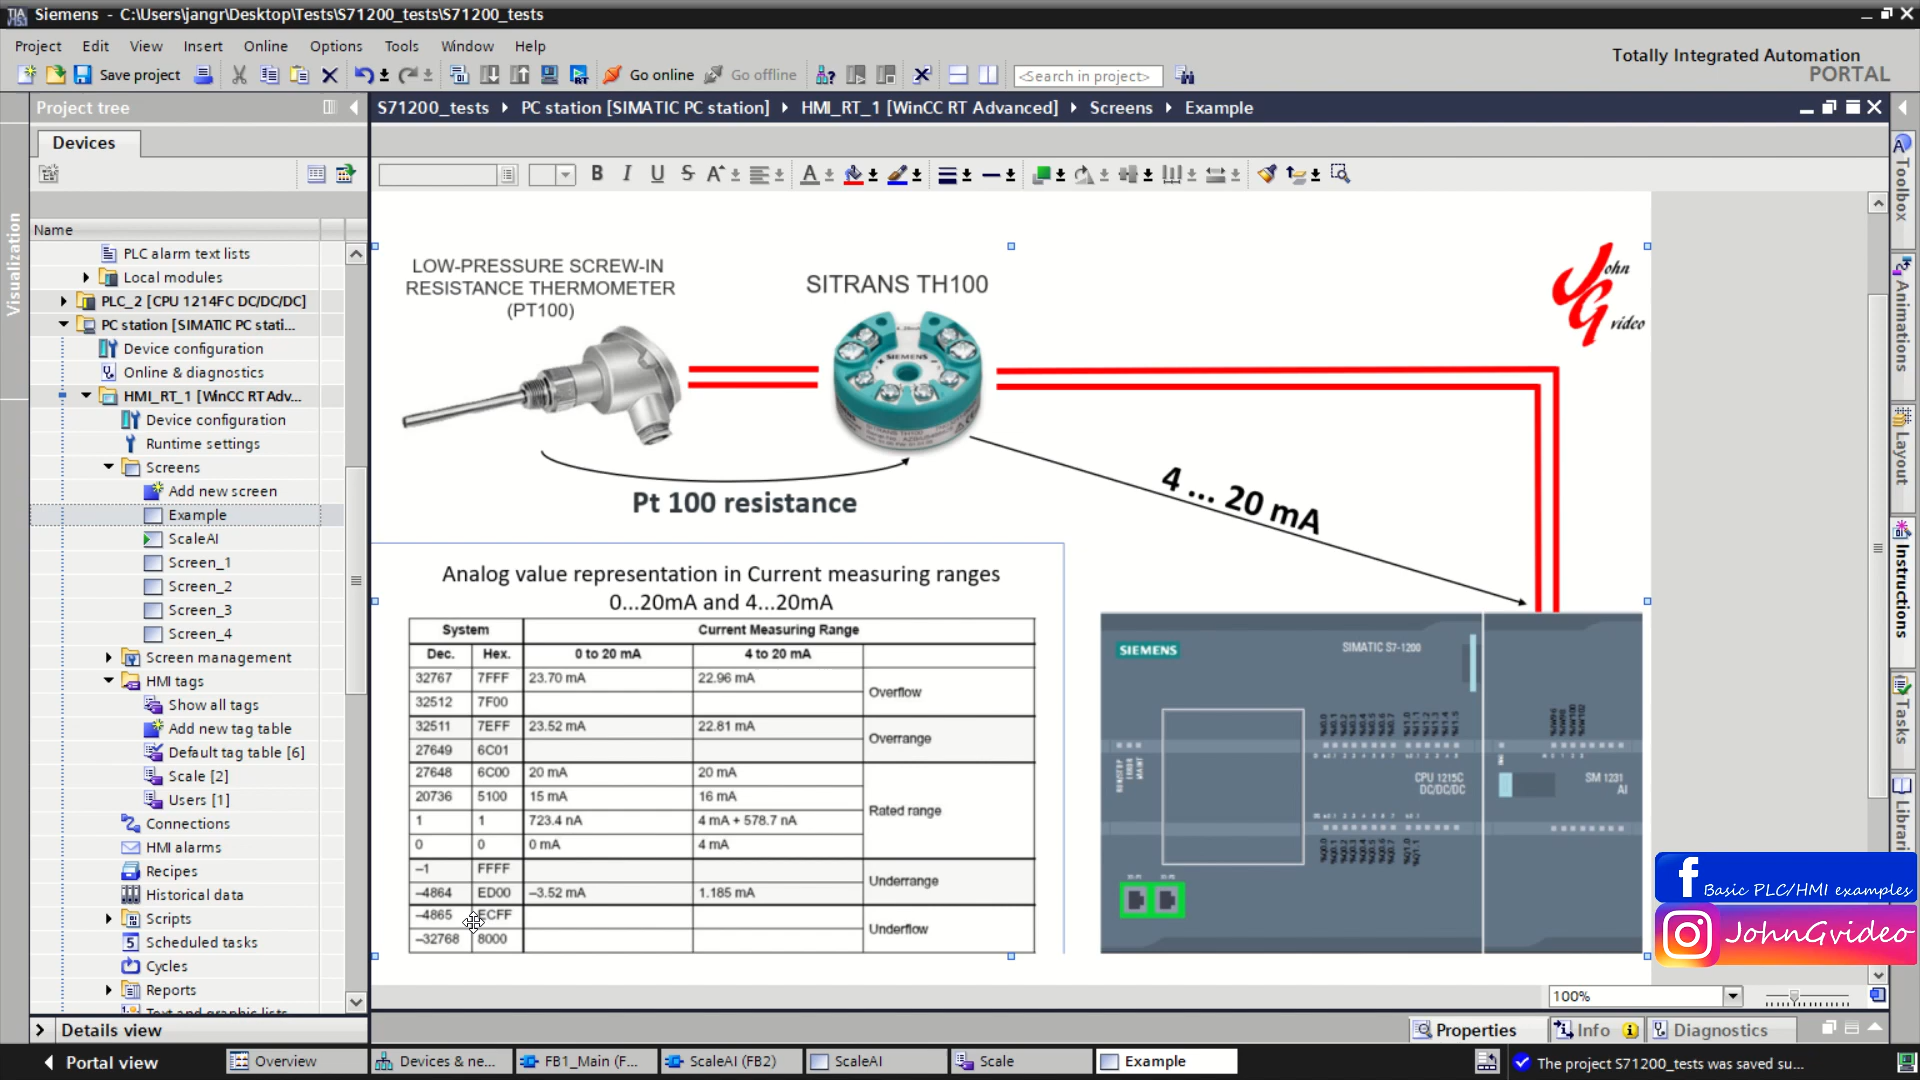 Siemens - C:\Users\jangr\Desktop\Tests\S71200_tests\S71200_tests
Project Edit View Insert Online Options Tools Window Help
Totally Integrated Automation
PORTAL
Save project
Go online
Go offline
<Search in project>
Project tree
S71200_tests
PC station [SIMATIC PC station]
HMI_RT_1 [WinCC RT Advanced]
Screens
Example
Devices
Visualization
Name
PLC alarm text lists
Local modules
PLC_2 [CPU 1214FC DC/DC/DC]
PC station [SIMATIC PC stati...
Device configuration
Online & diagnostics
HMI_RT_1 [WinCC RT Adv...
Device configuration
Runtime settings
Screens
Add new screen
Example
ScaleAI
Screen_1
Screen_2
Screen_3
Screen_4
Screen management
HMI tags
Show all tags
Add new tag table
Default tag table [6]
Scale [2]
Users [1]
Connections
HMI alarms
Recipes
Historical data
Scripts
Scheduled tasks
Cycles
Reports
Text and graphic lists
LOW-PRESSURE SCREW-IN
RESISTANCE THERMOMETER
(PT100)
SITRANS TH100
SIEMENS
John
G video
Pt 100 resistance
4 ... 20 mA
Analog value representation in Current measuring ranges
0...20mA and 4...20mA
System Current Measuring Range
Dec. Hex. 0 to 20 mA 4 to 20 mA
32767 7FFF 23.70 mA 22.96 mA Overflow
32512 7F00
32511 7EFF 23.52 mA 22.81 mA Overrange
27649 6C01
27648 6C00 20 mA 20 mA Rated range
20736 5100 15 mA 16 mA
1 1 723.4 nA 4 mA + 578.7 nA
0 0 0 mA 4 mA
–1 FFFF Underrange
–4864 ED00 –3.52 mA 1.185 mA
–4865 ECFF Underflow
–32768 8000
SIEMENS
SIMATIC S7-1200
CPU 1215C
DC/DC/DC
SM 1231
AI
Toolbox
Animations
Layout
Instructions
Tasks
Librari
f Basic PLC/HMI examples
JohnGvideo
100%
Details view
Properties Info Diagnostics
Portal view
Overview
Devices & ne...
FB1_Main (F...
ScaleAI (FB2)
ScaleAI
Scale
Example
The project S71200_tests was saved su...